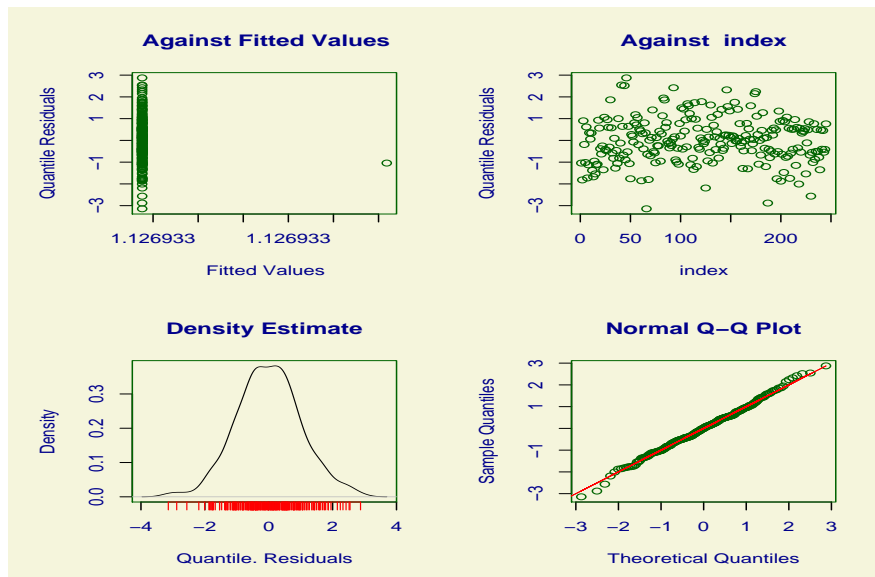 Against Fitted Values
Quantile Residuals
3
2
1
−1
−3
1.126933 1.126933
Fitted Values
Against index
Quantile Residuals
3
2
1
−1
−3
0 50 100 200
index
Density Estimate
Density
0.3
0.2
0.1
0.0
−4 −2 0 2 4
Quantile. Residuals
Normal Q−Q Plot
Sample Quantiles
3
2
1
−1
−3
−3 −2 −1 0 1 2 3
Theoretical Quantiles